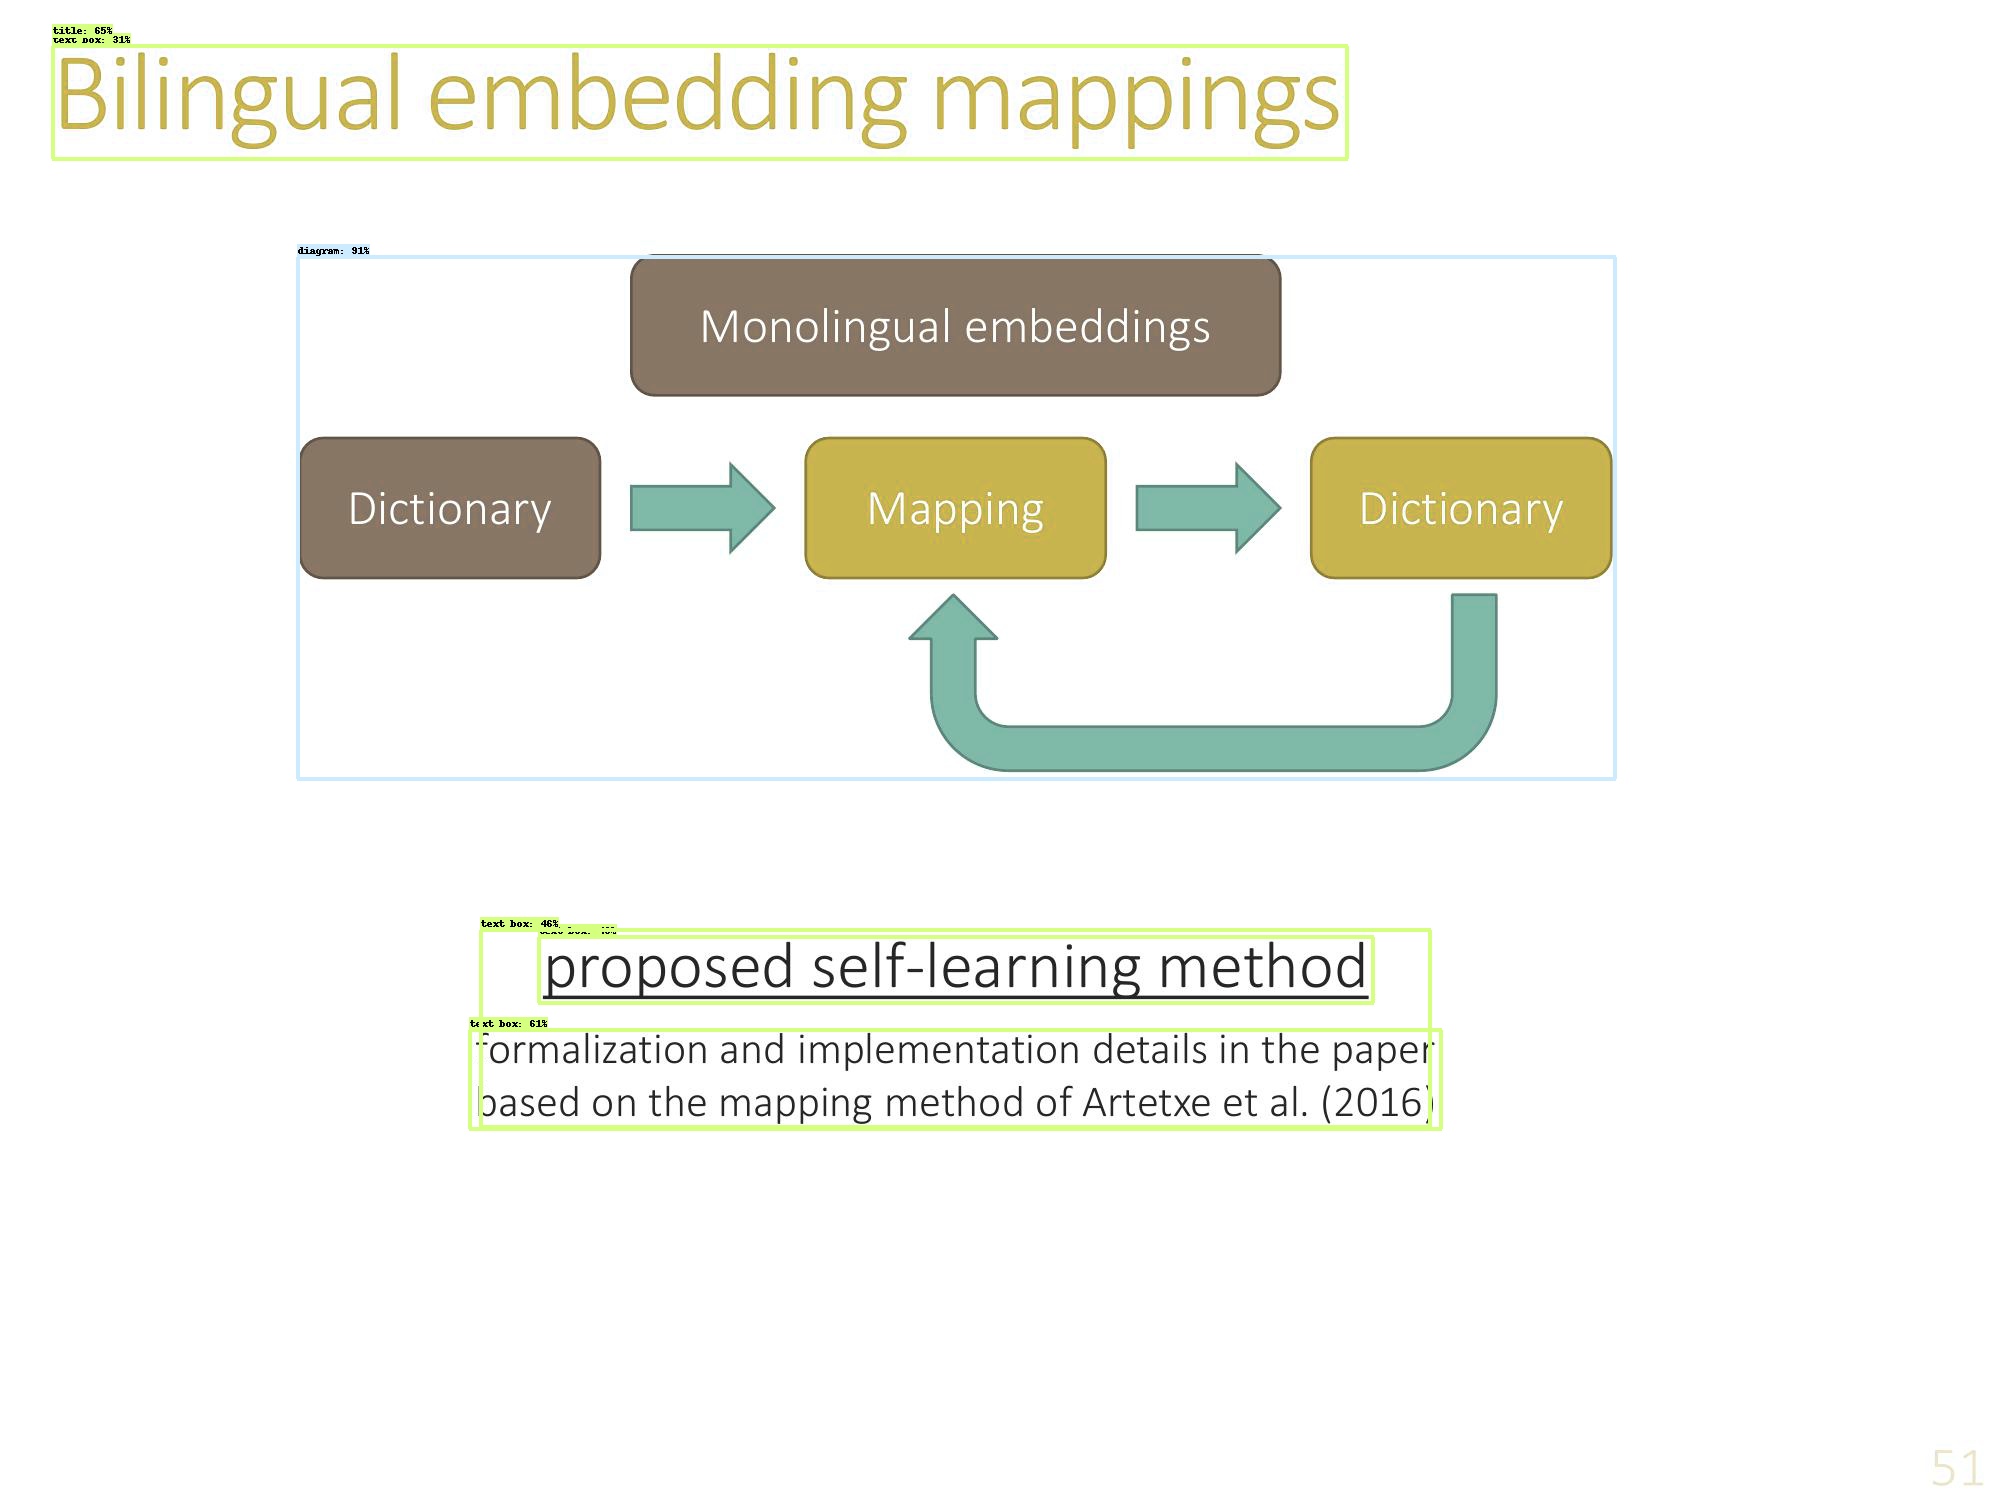 title: 65%
text box: 31%
Bilingual embedding mappings
diagram: 91%
Monolingual embeddings
Dictionary
Mapping
Dictionary
text box: 46%
proposed self-learning method
text box: 61%
formalization and implementation details in the paper
based on the mapping method of Artetxe et al. (2016)
51